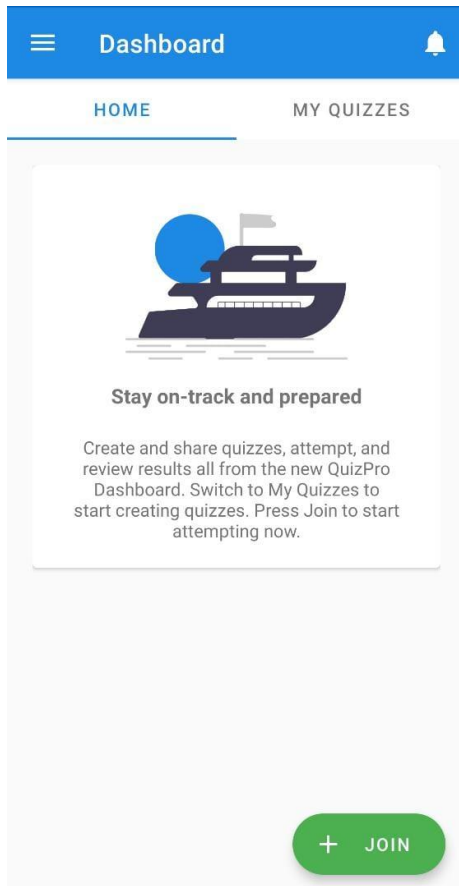 Dashboard
HOME
MY QUIZZES
Stay on-track and prepared
Create and share quizzes, attempt, and
review results all from the new QuizPro
Dashboard. Switch to My Quizzes to
start creating quizzes. Press Join to start
attempting now.
+ JOIN